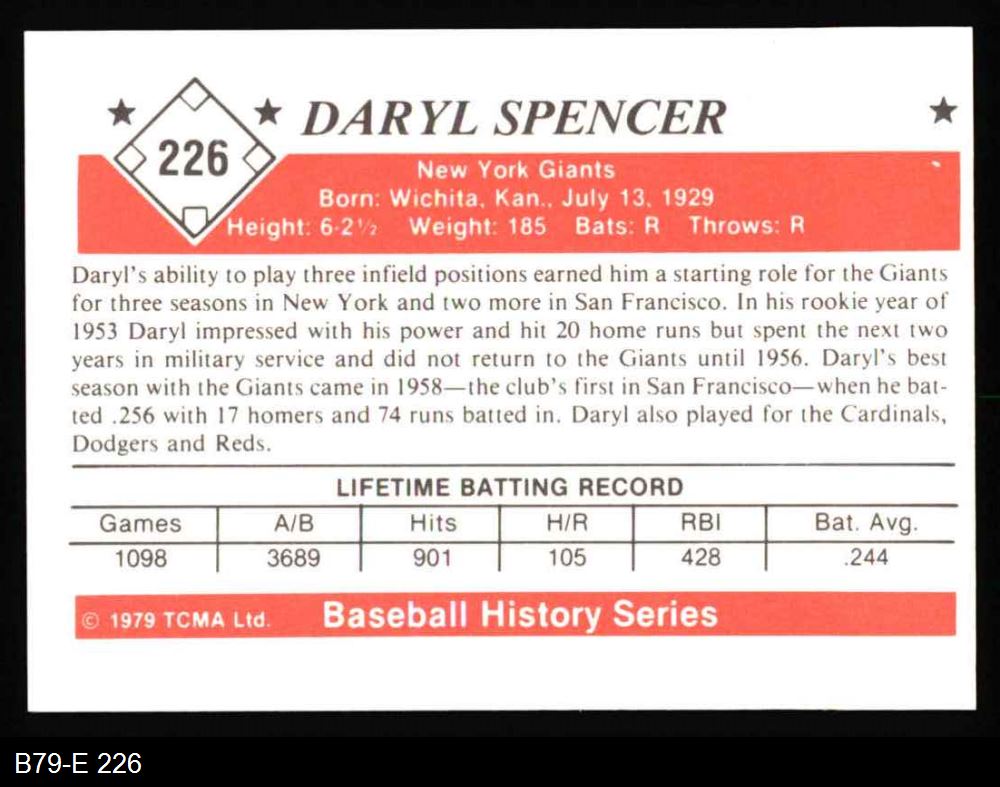 226
DARYL SPENCER
New York Giants
Born: Wichita, Kan., July 13, 1929
Height: 6-2½ Weight: 185 Bats: R Throws: R
Daryl's ability to play three infield positions earned him a starting role for the Giants
for three seasons in New York and two more in San Francisco. In his rookie year of
1953 Daryl impressed with his power and hit 20 home runs but spent the next two
years in military service and did not return to the Giants until 1956. Daryl's best
season with the Giants came in 1958—the club's first in San Francisco—when he bat-
ted .256 with 17 homers and 74 runs batted in. Daryl also played for the Cardinals,
Dodgers and Reds.
LIFETIME BATTING RECORD
Games A/B Hits H/R RBI Bat. Avg.
1098 3689 901 105 428 .244
© 1979 TCMA Ltd. Baseball History Series
B79-E 226